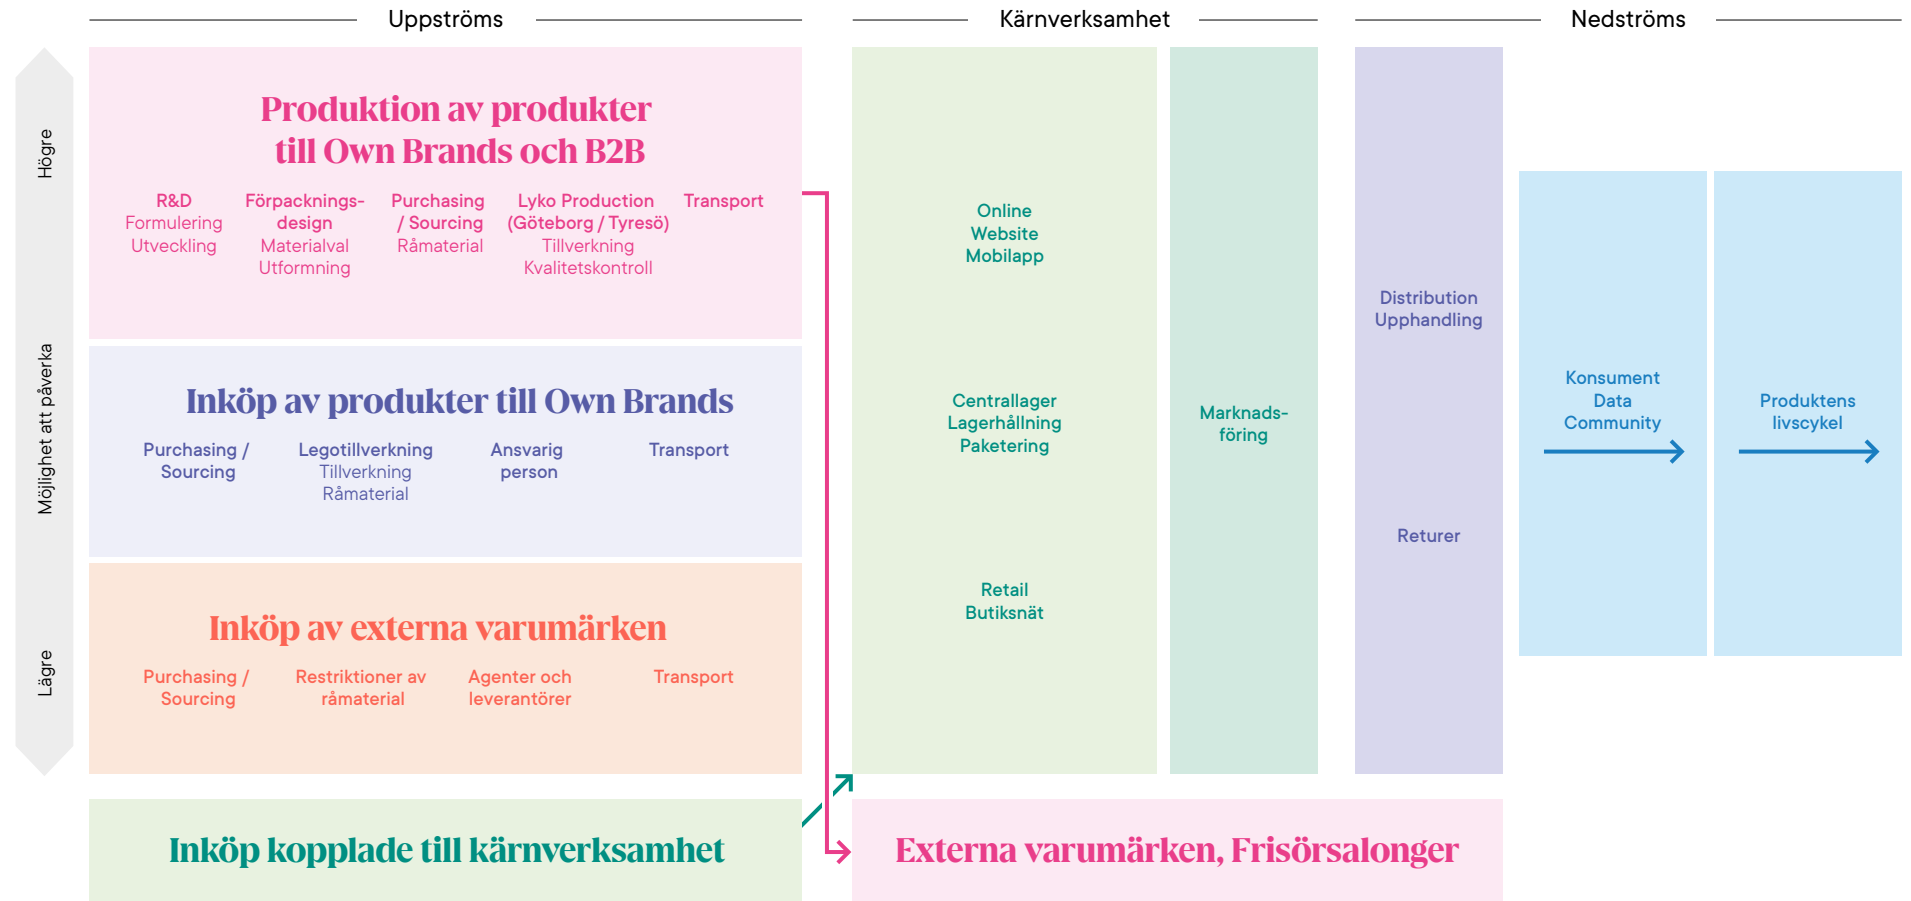 Uppströms
Kärnverksamhet
Nedströms
Högre
Möjlighet att påverka
Lägre
Produktion av produkter
till Own Brands och B2B
R&D
Formulering
Utveckling
Förpacknings-
design
Materialval
Utformning
Purchasing
/ Sourcing
Råmaterial
Lyko Production
(Göteborg / Tyresö)
Tillverkning
Kvalitetskontroll
Transport
Inköp av produkter till Own Brands
Purchasing /
Sourcing
Legotillverkning
Tillverkning
Råmaterial
Ansvarig
person
Transport
Inköp av externa varumärken
Purchasing /
Sourcing
Restriktioner av
råmaterial
Agenter och
leverantörer
Transport
Inköp kopplade till kärnverksamhet
Online
Website
Mobilapp
Centrallager
Lagerhållning
Paketering
Retail
Butiksnät
Marknads-
föring
Distribution
Upphandling
Returer
Konsument
Data
Community
Produktens
livscykel
Externa varumärken, Frisörsalonger